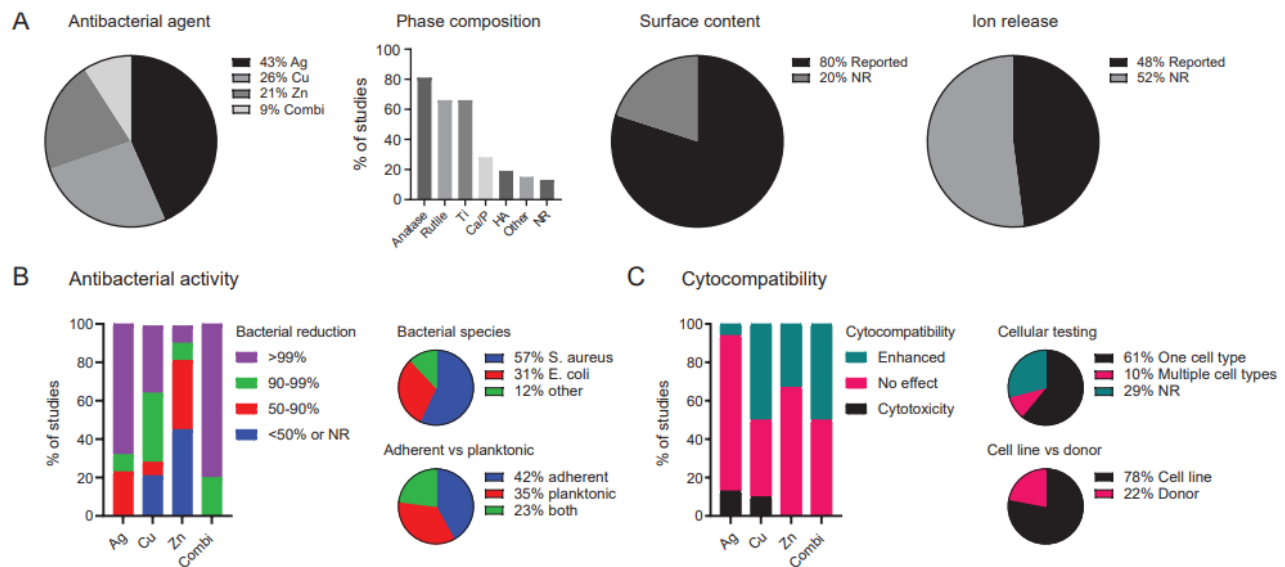 A
Antibacterial agent
43% Ag
26% Cu
21% Zn
9% Combi
Phase composition
% of studies
100
80
60
40
20
0
Anatase
Rutile
Ti
Ca/P
HA
Other
NR
Surface content
80% Reported
20% NR
Ion release
48% Reported
52% NR
B
Antibacterial activity
% of studies
100
80
60
40
20
0
Ag
Cu
Zn
Combi
Bacterial reduction
>99%
90-99%
50-90%
<50% or NR
Bacterial species
57% S. aureus
31% E. coli
12% other
Adherent vs planktonic
42% adherent
35% planktonic
23% both
C
Cytocompatibility
% of studies
100
80
60
40
20
0
Ag
Cu
Zn
Combi
Cytocompatibility
Enhanced
No effect
Cytotoxicity
Cellular testing
61% One cell type
10% Multiple cell types
29% NR
Cell line vs donor
78% Cell line
22% Donor